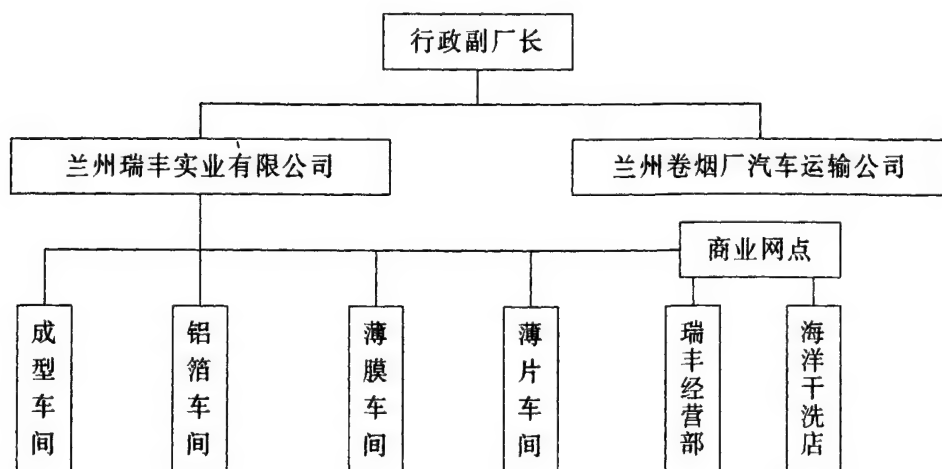 行政副厂长
兰州瑞丰实业有限公司
兰州卷烟厂汽车运输公司
商业网点
成型车间
铝箔车间
薄膜车间
薄片车间
瑞丰经营部
海洋干洗店